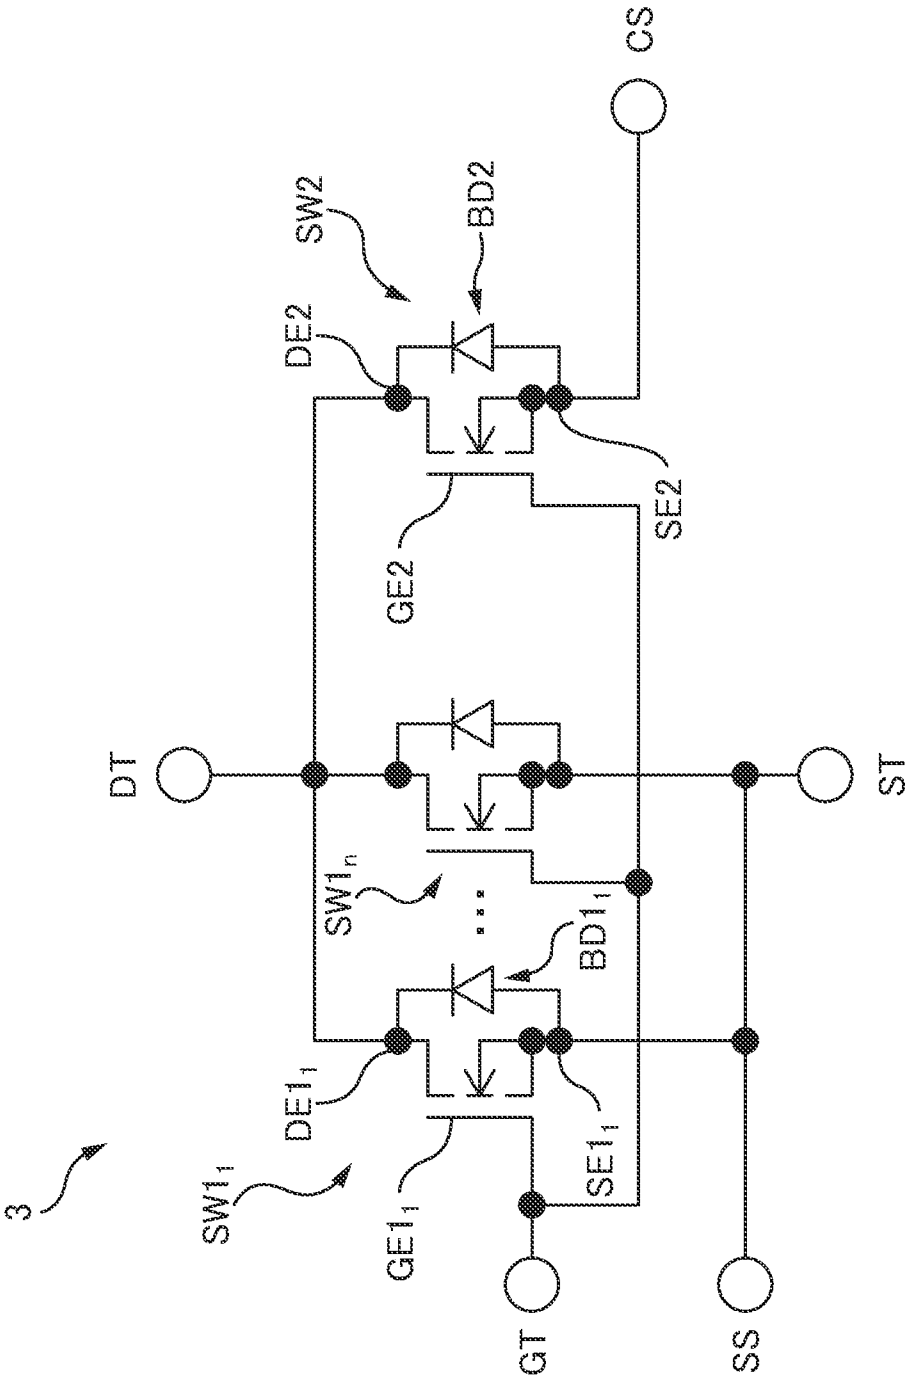 3
DT
SW2
DE2
BD2
CS
GE2
SE2
SW1ₙ
DE1₁
BD1₁
SW1₁
GE1₁
SE1₁
...
GT
SS
ST